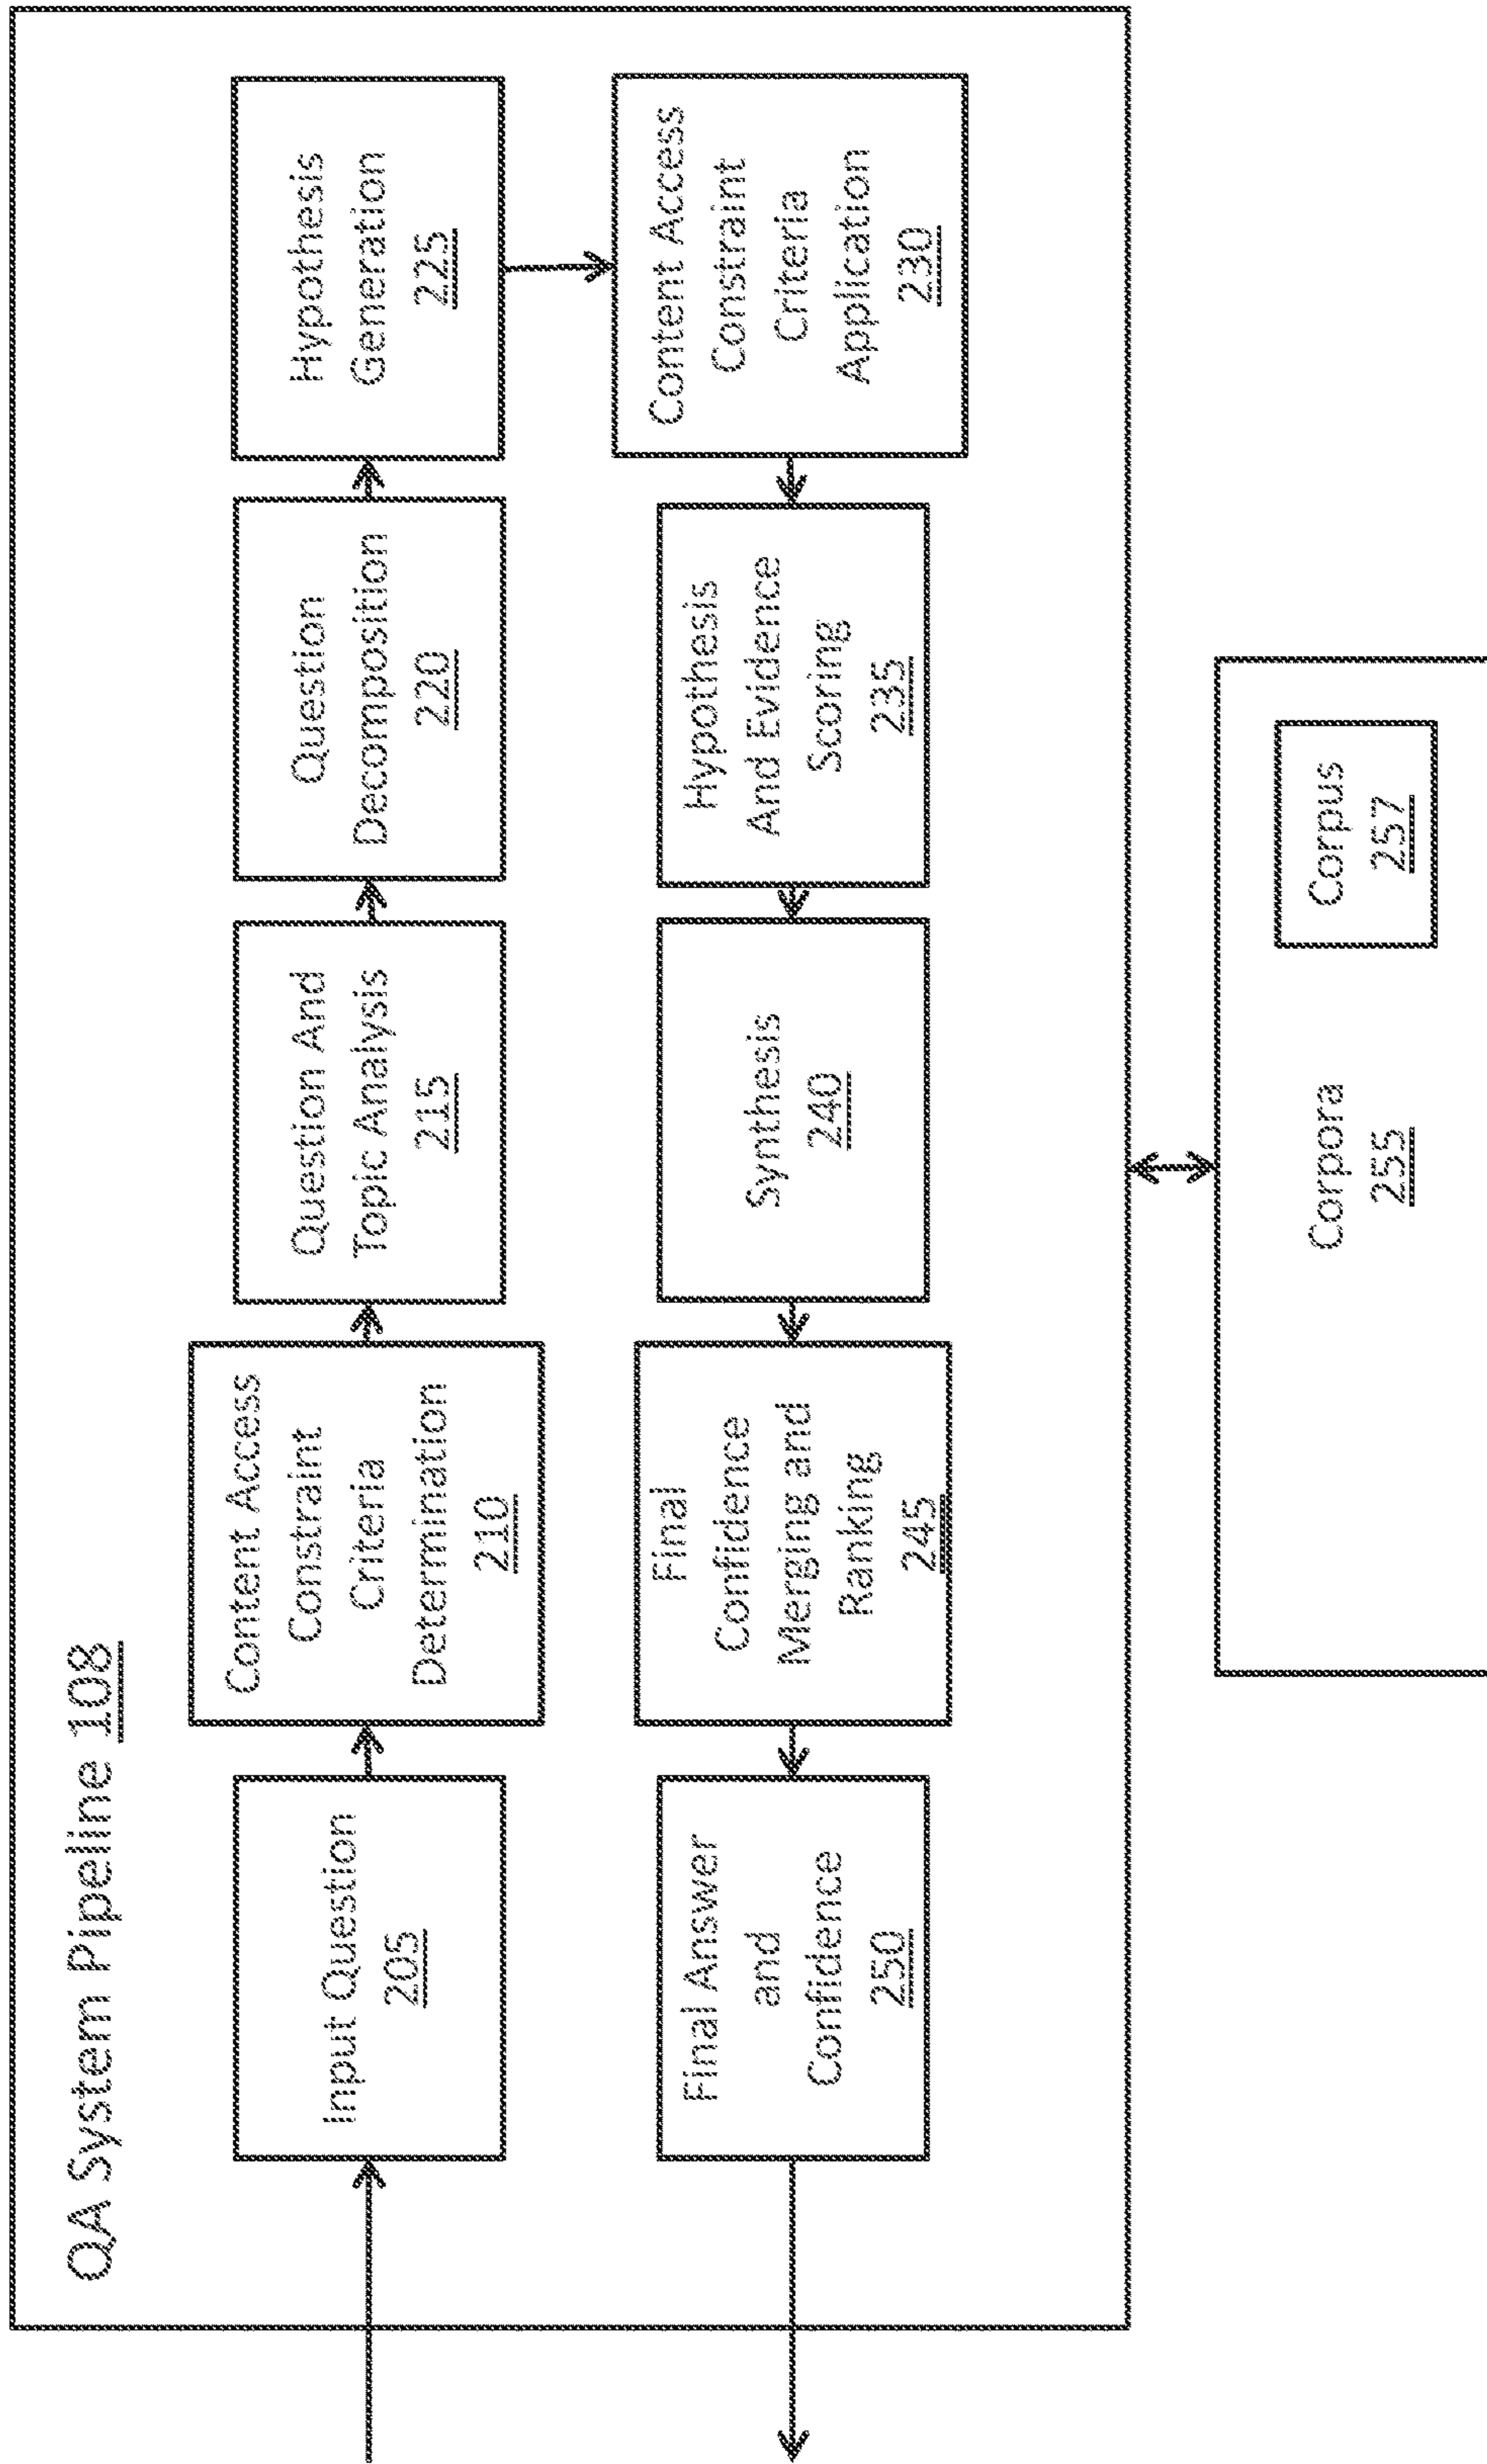 QA System Pipeline 108
Input Question
205
Content Access
Constraint
Criteria
Determination
210
Question And
Topic Analysis
215
Question
Decomposition
220
Hypothesis
Generation
225
Content Access
Constraint
Criteria
Application
230
Hypothesis
And Evidence
Scoring
235
Synthesis
240
Final
Confidence
Merging and
Ranking
245
Final Answer
and
Confidence
250
Corpora
255
Corpus
257